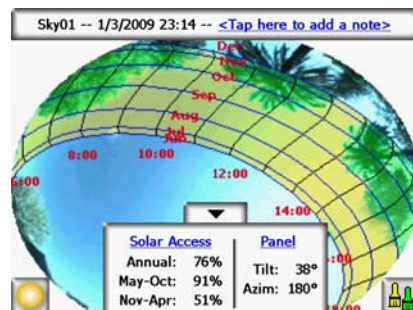 Sky01 -- 1/3/2009 23:14 -- <Tap here to add a note>
Dec
Nov
Oct
Sep
Aug
Jul
Jun
6:00
8:00
10:00
12:00
14:00
Solar Access
Annual: 76%
May-Oct: 91%
Nov-Apr: 51%
Panel
Tilt: 38°
Azim: 180°